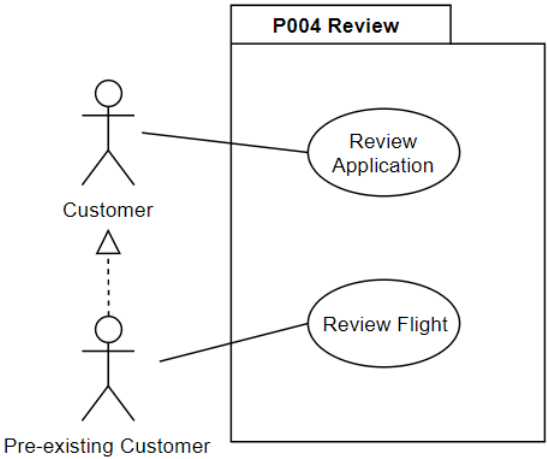 P004 Review
Review
Application
Customer
Review Flight
Pre-existing Customer